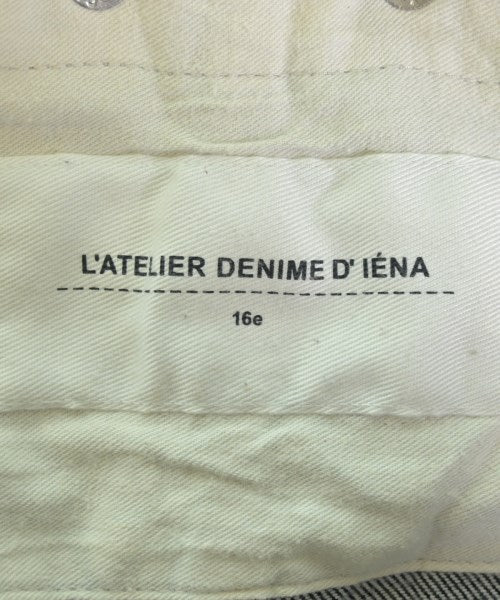 L'ATELIER DENIME D' IÉNA
16e